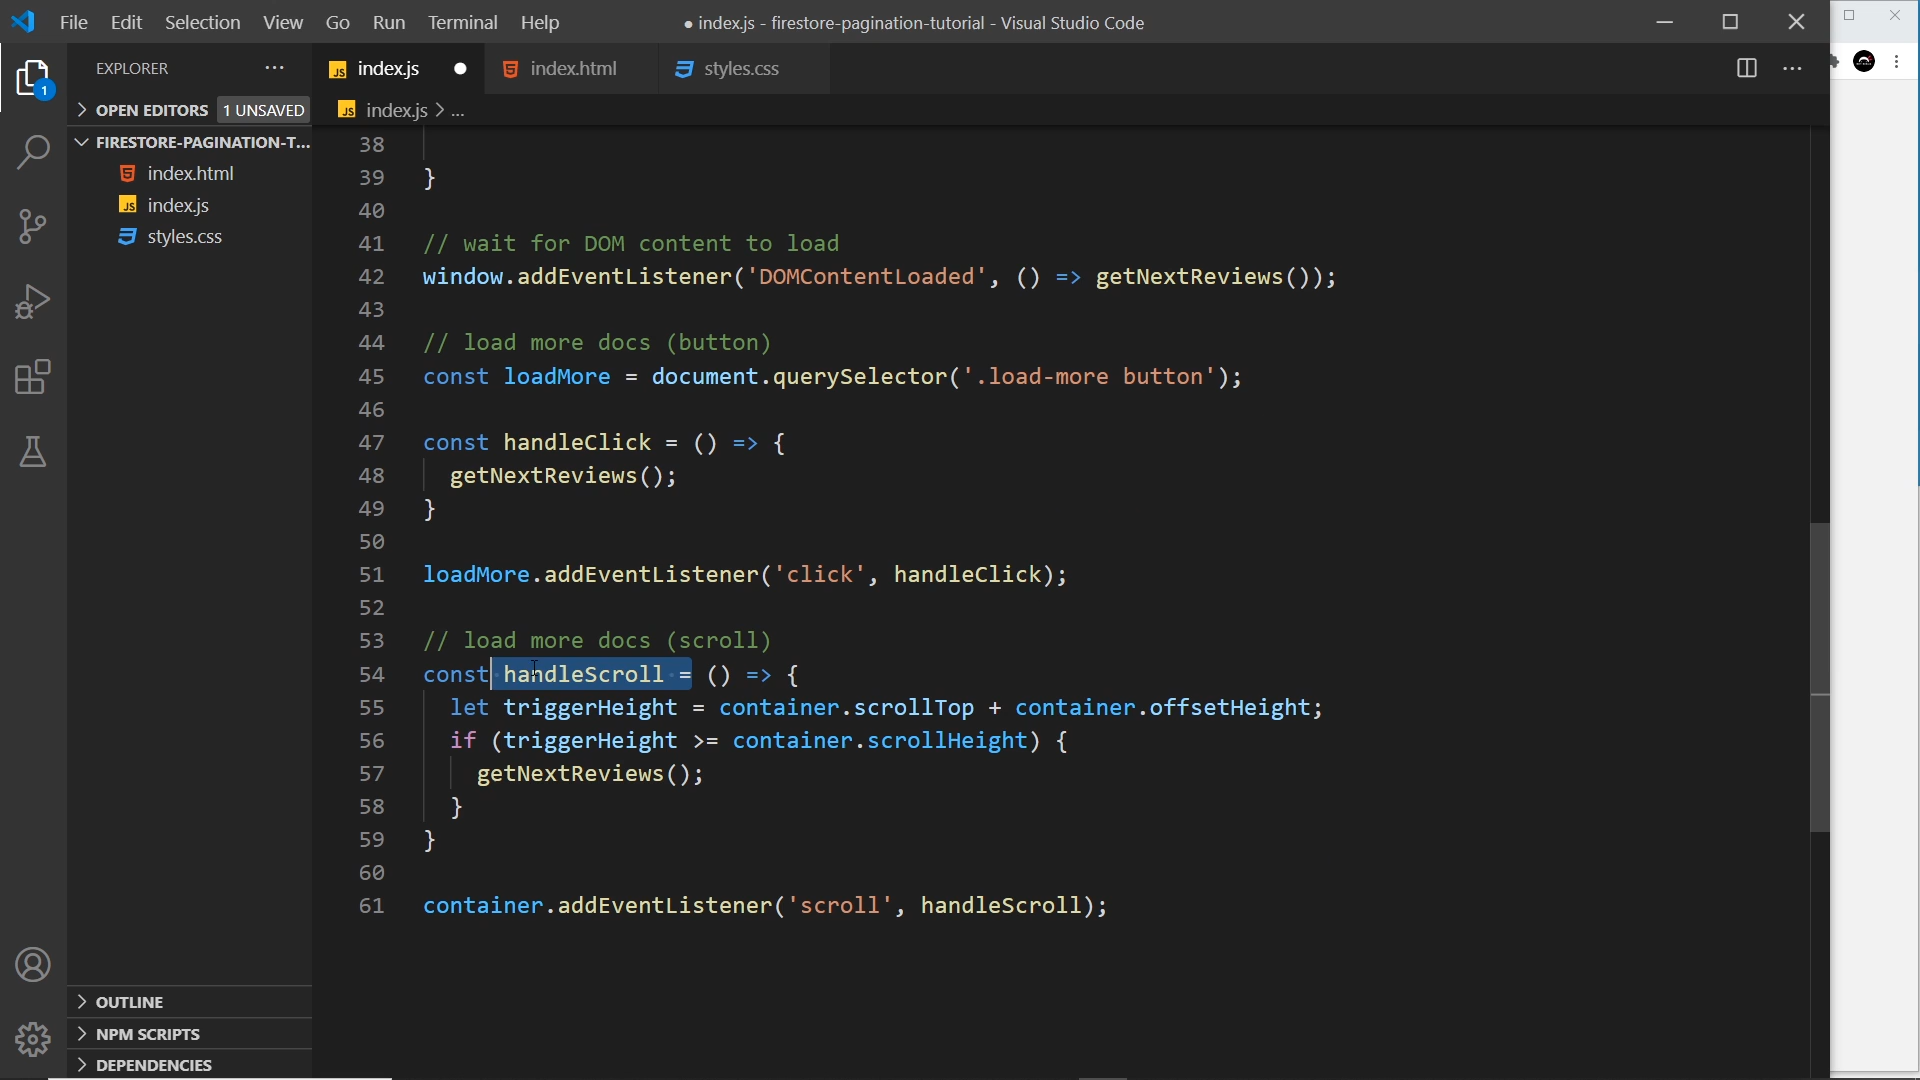 File Edit Selection View Go Run Terminal Help
● index.js - firestore-pagination-tutorial - Visual Studio Code
EXPLORER ···
JS index.js ●
5 index.html
styles.css
···
1
OPEN EDITORS 1 UNSAVED
JS index.js > ...
FIRESTORE-PAGINATION-T...
5 index.html
JS index.js
styles.css
38
39 }
40
41 // wait for DOM content to load
42 window.addEventListener('DOMContentLoaded', () => getNextReviews());
43
44 // load more docs (button)
45 const loadMore = document.querySelector('.load-more button');
46
47 const handleClick = () => {
48 getNextReviews();
49 }
50
51 loadMore.addEventListener('click', handleClick);
52
53 // load more docs (scroll)
54 const handleScroll = () => {
55 let triggerHeight = container.scrollTop + container.offsetHeight;
56 if (triggerHeight >= container.scrollHeight) {
57 getNextReviews();
58 }
59 }
60
61 container.addEventListener('scroll', handleScroll);
OUTLINE
NPM SCRIPTS
DEPENDENCIES